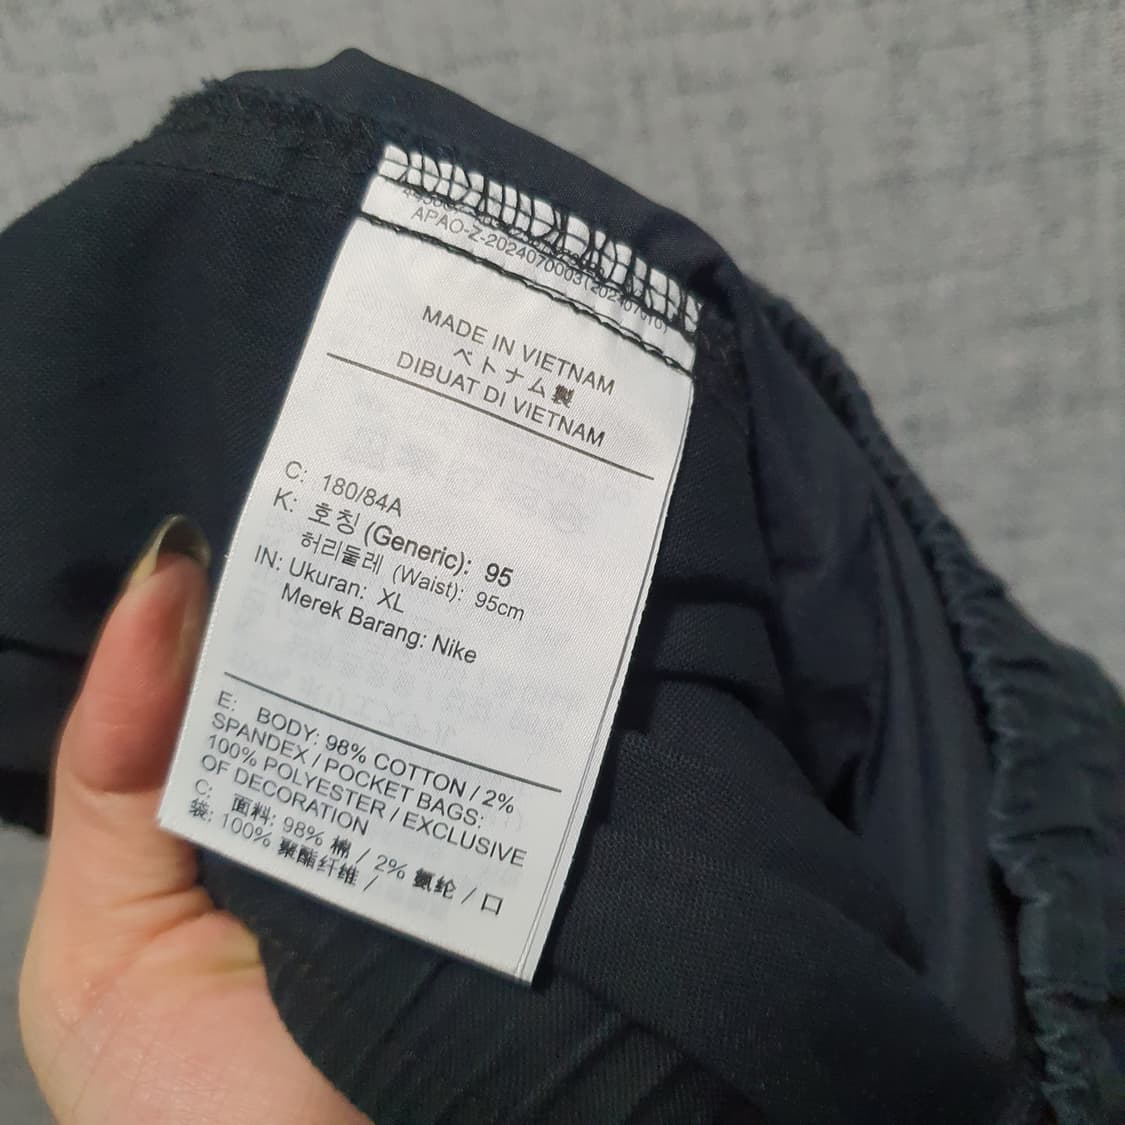 APAO-Z-2024070003(20240701)
MADE IN VIETNAM
ベトナム製
DIBUAT DI VIETNAM
C: 180/84A
K: 호칭 (Generic): 95
허리둘레 (Waist): 95cm
IN: Ukuran: XL
Merek Barang: Nike
E: BODY: 98% COTTON / 2%
SPANDEX / POCKET BAGS:
100% POLYESTER / EXCLUSIVE
OF DECORATION
C: 面料: 98% 棉 / 2% 氨纶 / 口
袋: 100% 聚酯纤维 /